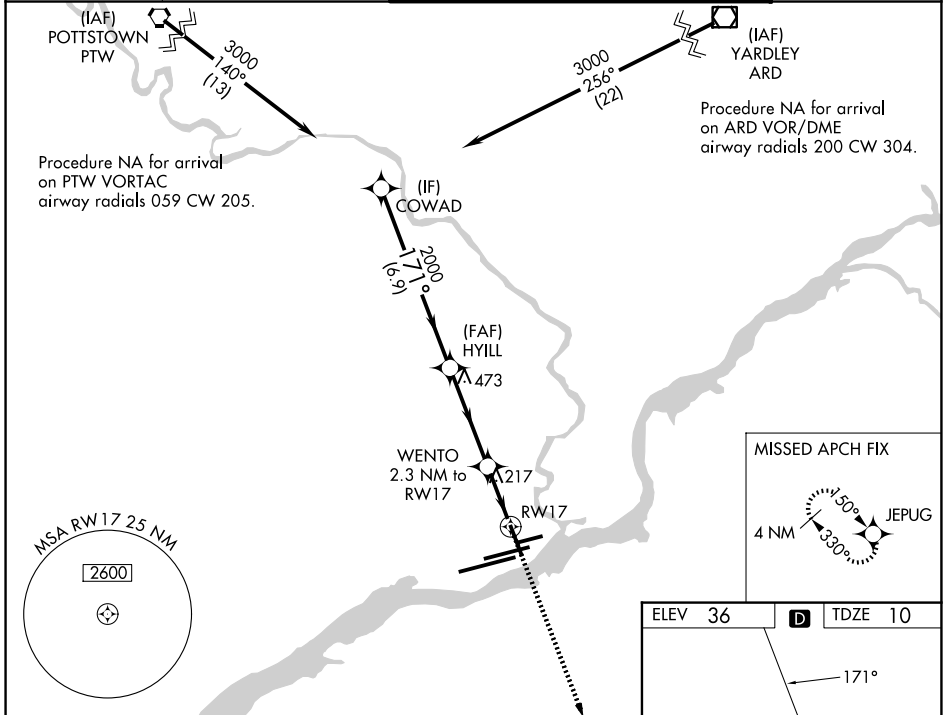 (IAF)
POTTSTOWN
PTW
3000
140°
(13)
3000
256°
(22)
(IAF)
YARDLEY
ARD
Procedure NA for arrival
on ARD VOR/DME
airway radials 200 CW 304.
Procedure NA for arrival
on PTW VORTAC
airway radials 059 CW 205.
(IF)
COWAD
2000
171°
(6.9)
(FAF)
HYILL
473
WENTO
2.3 NM to
RW17
217
RW17
MISSED APCH FIX
4 NM
150°
330°
JEPUG
MSA RW17 25 NM
2600
ELEV 36
D
TDZE 10
171°